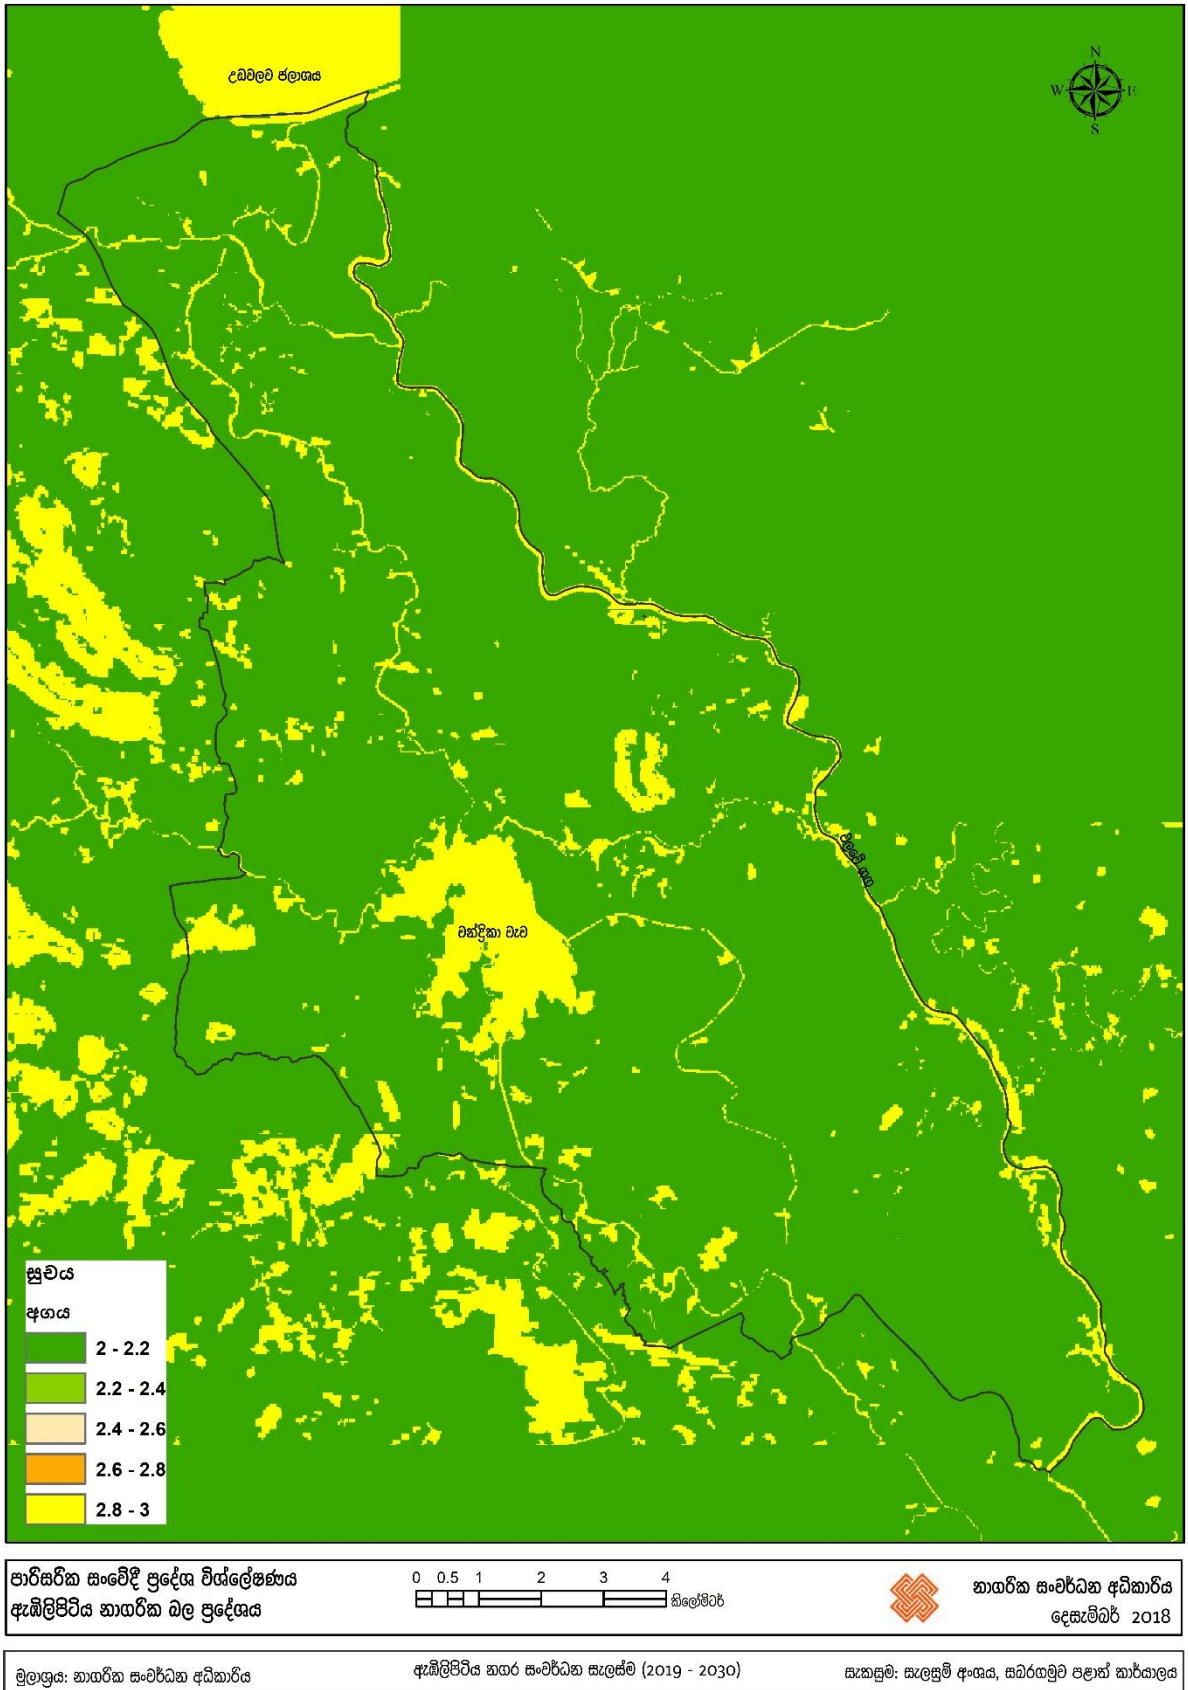 උඩවලව ජලාශය
N
W E
S
වලවේ ගඟ
චන්ද්‍රිකා වැව
සූචය
අගය
2 - 2.2
2.2 - 2.4
2.4 - 2.6
2.6 - 2.8
2.8 - 3
පාරිසරික සංවේදී ප්‍රදේශ විශ්ලේෂණය
ඇඹිලිපිටිය නාගරික බල ප්‍රදේශය
0 0.5 1 2 3 4
කිලෝමීටර්
නාගරික සංවර්ධන අධිකාරිය
දෙසැම්බර් 2018
මූලාශ්‍රය: නාගරික සංවර්ධන අධිකාරිය
ඇඹිලිපිටිය නගර සංවර්ධන සැලස්ම (2019 - 2030)
සැකසුම: සැලසුම් අංශය, සබරගමුව පළාත් කාර්යාලය